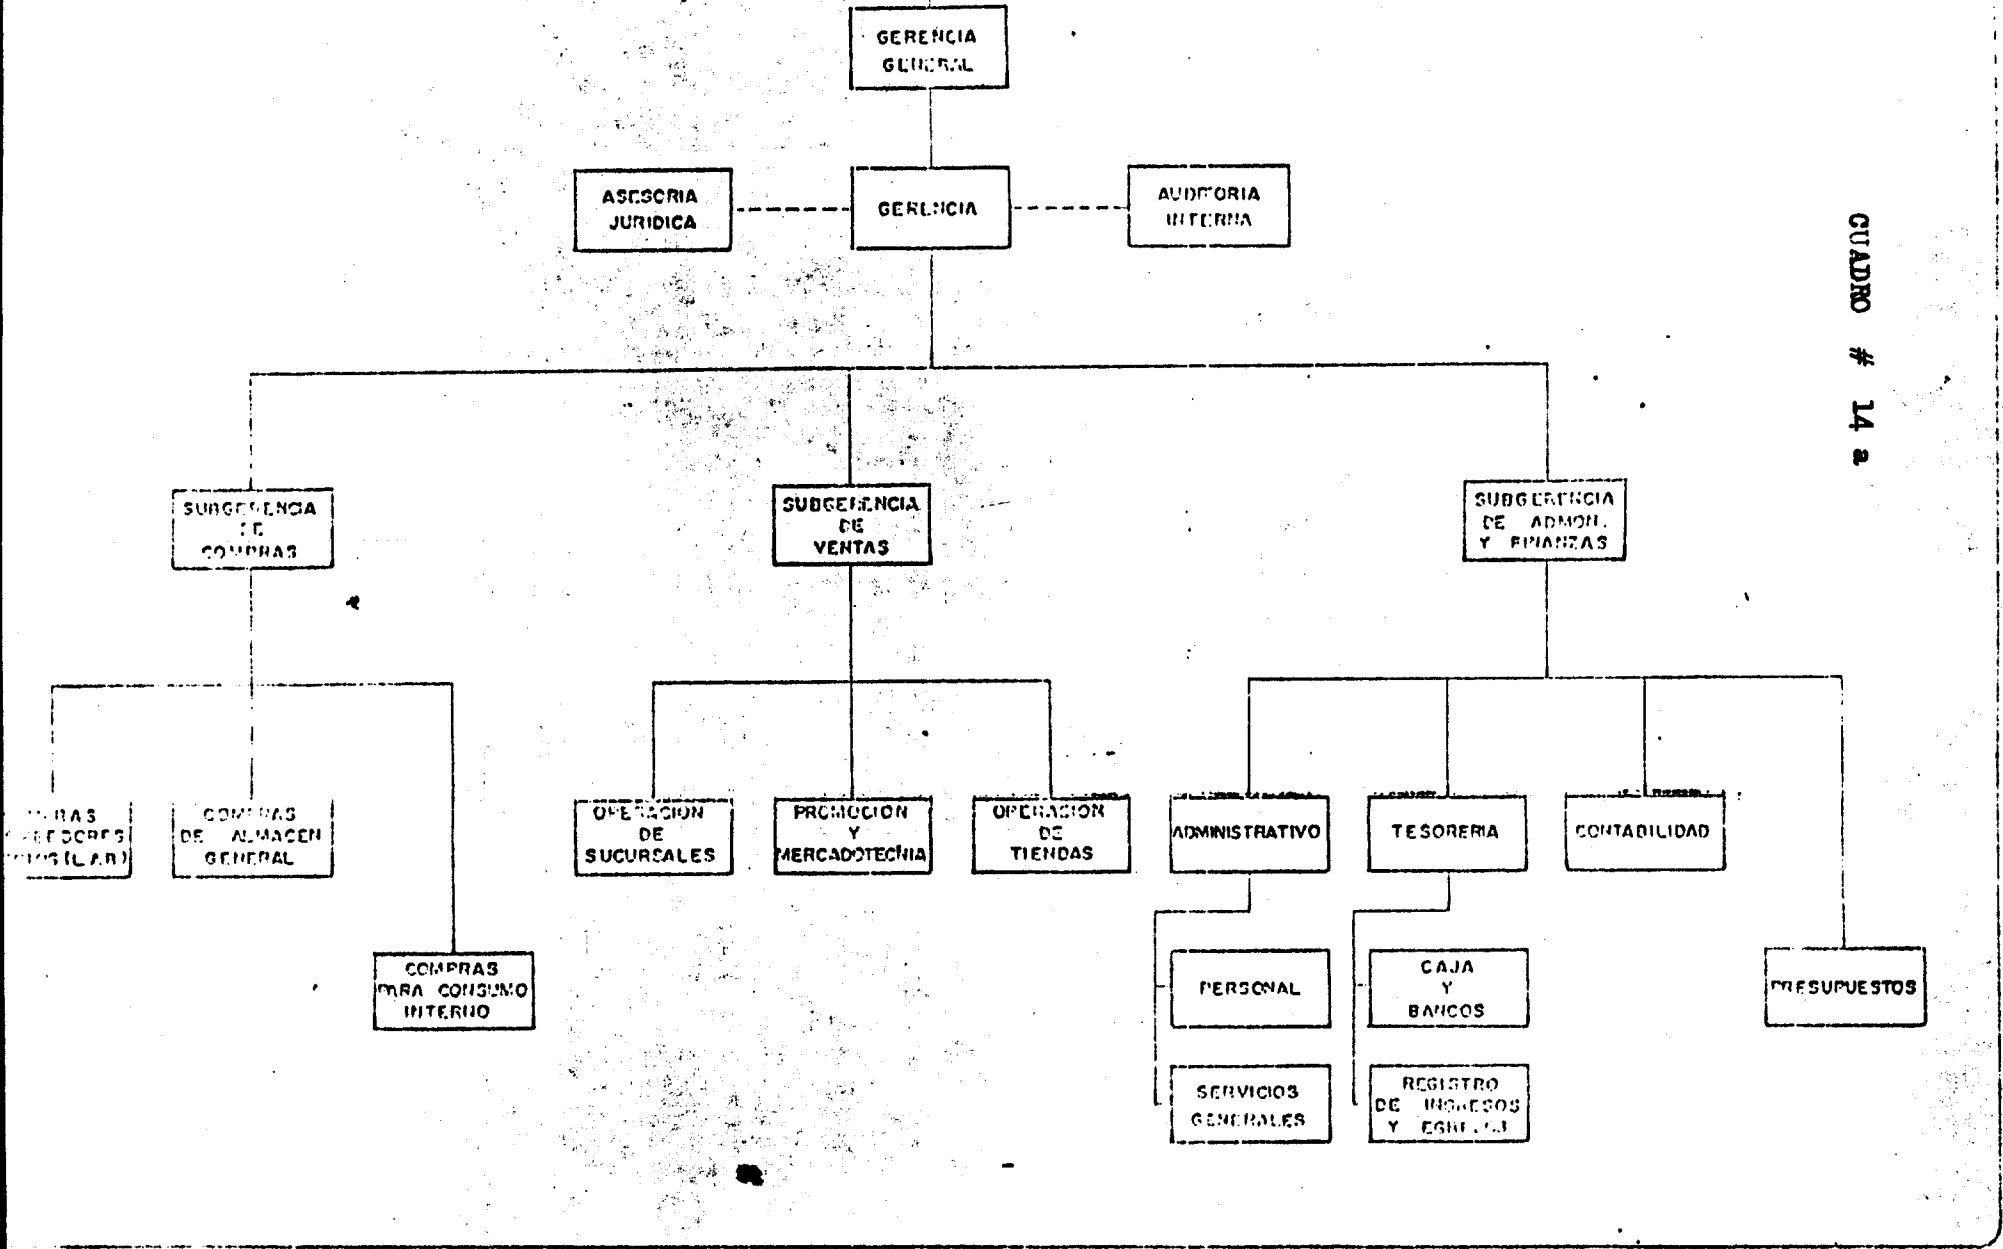 GERENCIA
GENERAL
ASESORIA
JURIDICA
GERENCIA
AUDITORIA
INTERNA
CUADRO # 14 a
SUBGERENCIA
DE
COMPRAS
SUBGERENCIA
DE
VENTAS
SUBGERENCIA
DE ADMON.
Y FINANZAS
(LAB)
COMPRAS
DE ALMACEN
GENERAL
OPERACION
DE
SUCURSALES
PROMOCION
Y
MERCADOTECNIA
OPERACION
DE
TIENDAS
ADMINISTRATIVO
TESORERIA
CONTABILIDAD
COMPRAS
PARA CONSUMO
INTERNO
PERSONAL
CAJA
Y
BANCOS
PRESUPUESTOS
SERVICIOS
GENERALES
REGISTRO
DE INGRESOS
Y EGRESOS